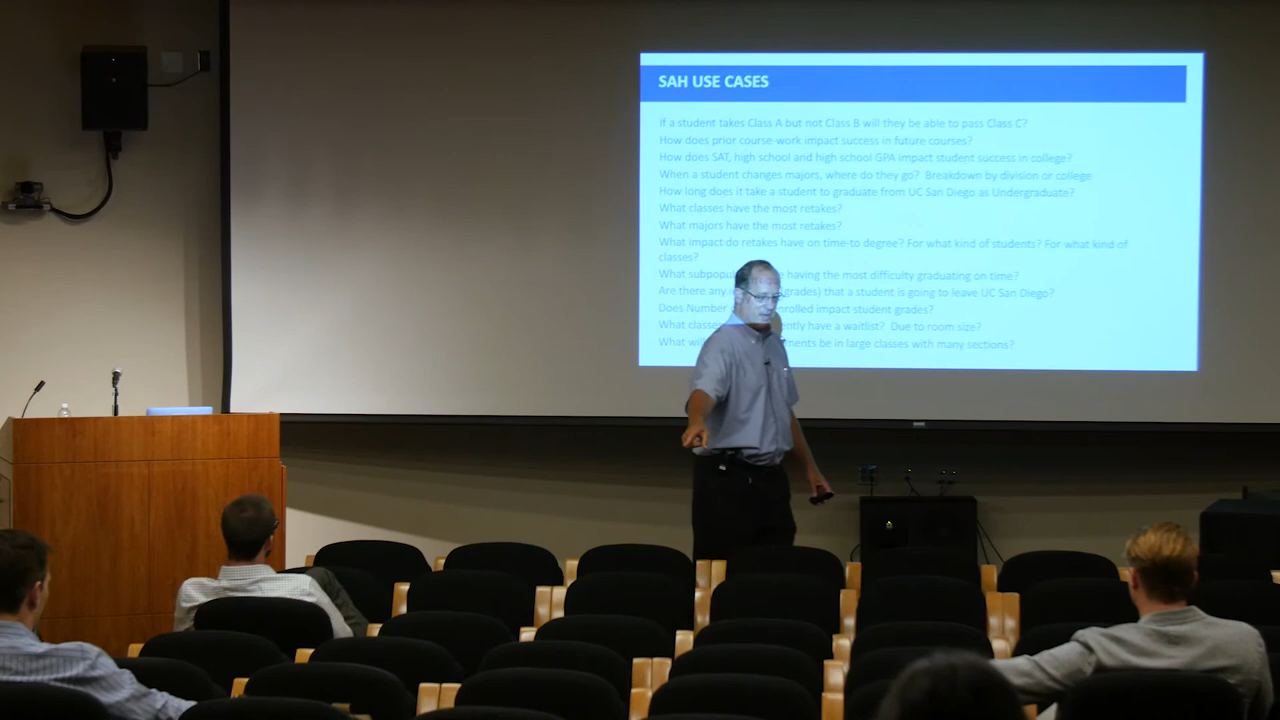 SAH USE CASES
If a student takes Class A but not Class B will they be able to pass Class C?
How does prior course-work impact success in future courses?
How does SAT, high school and high school GPA impact student success in college?
When a student changes majors, where do they go? Breakdown by division or college
How long does it take a student to graduate from UC San Diego as Undergraduate?
What classes have the most retakes?
What majors have the most retakes?
What impact do retakes have on time-to degree? For what kind of students? For what kind of
classes?
What subpopul having the most difficulty graduating on time?
Are there any grades) that a student is going to leave UC San Diego?
Does Number nrolled impact student grades?
What classe ently have a waitlist? Due to room size?
What wil ments be in large classes with many sections?